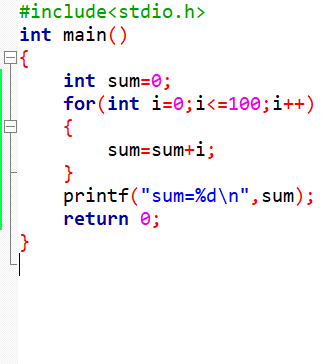 #include<stdio.h>
int main()
{
    int sum=0;
    for(int i=0;i<=100;i++)
    {
        sum=sum+i;
    }
    printf("sum=%d\n",sum);
    return 0;
}